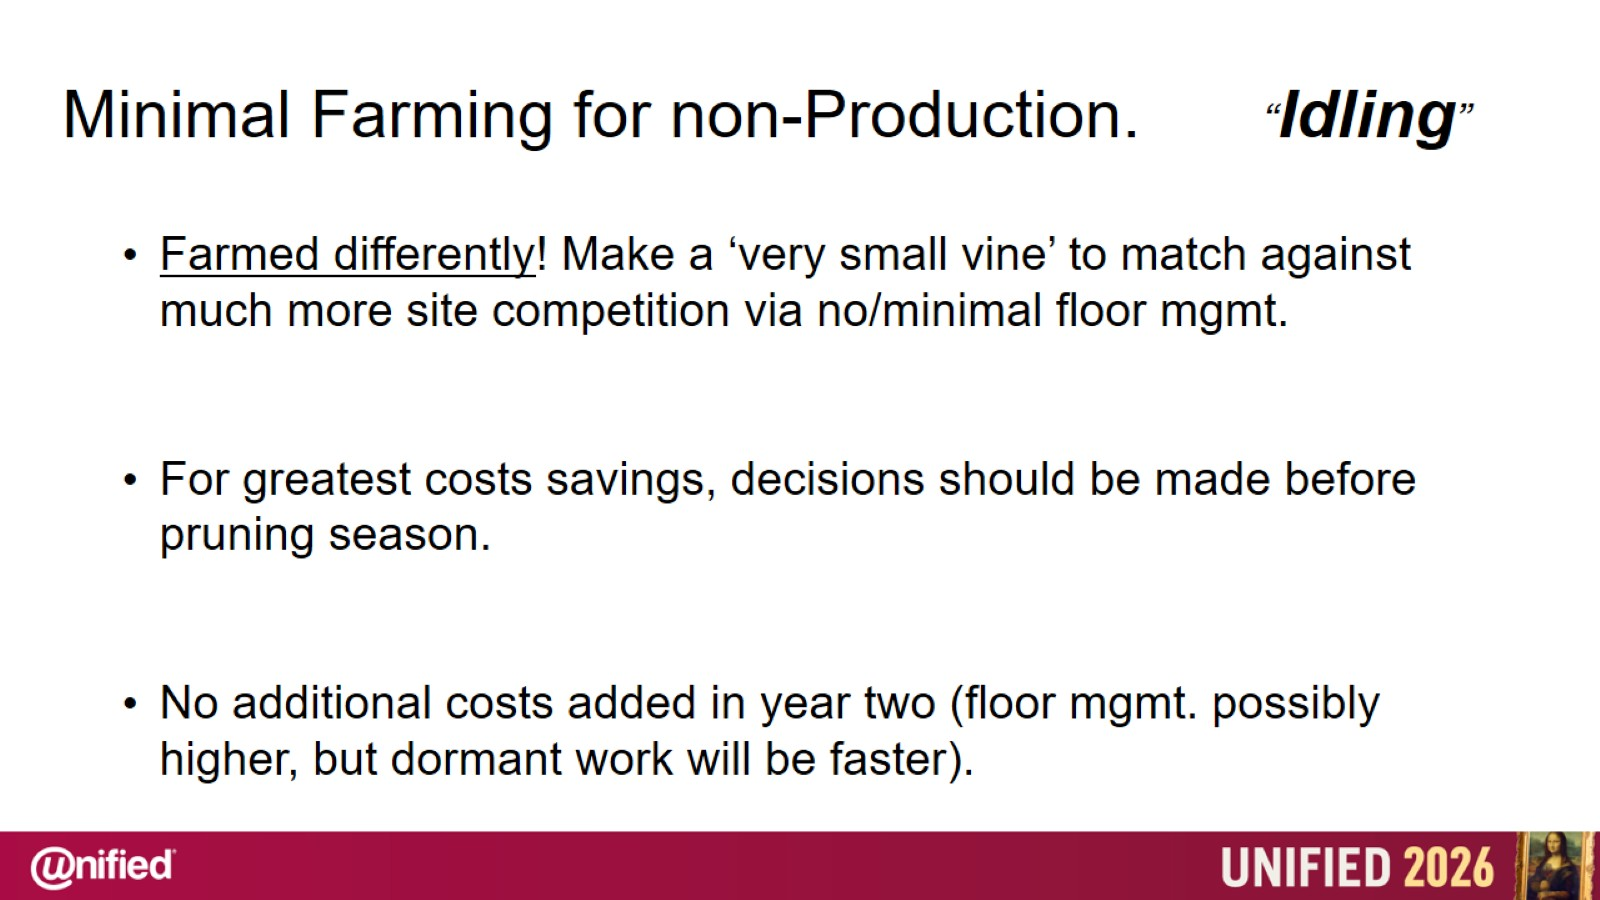 Minimal Farming for non-Production. “Idling”
• Farmed differently! Make a ‘very small vine’ to match against
much more site competition via no/minimal floor mgmt.
• For greatest costs savings, decisions should be made before
pruning season.
• No additional costs added in year two (floor mgmt. possibly
higher, but dormant work will be faster).
unified
UNIFIED 2026